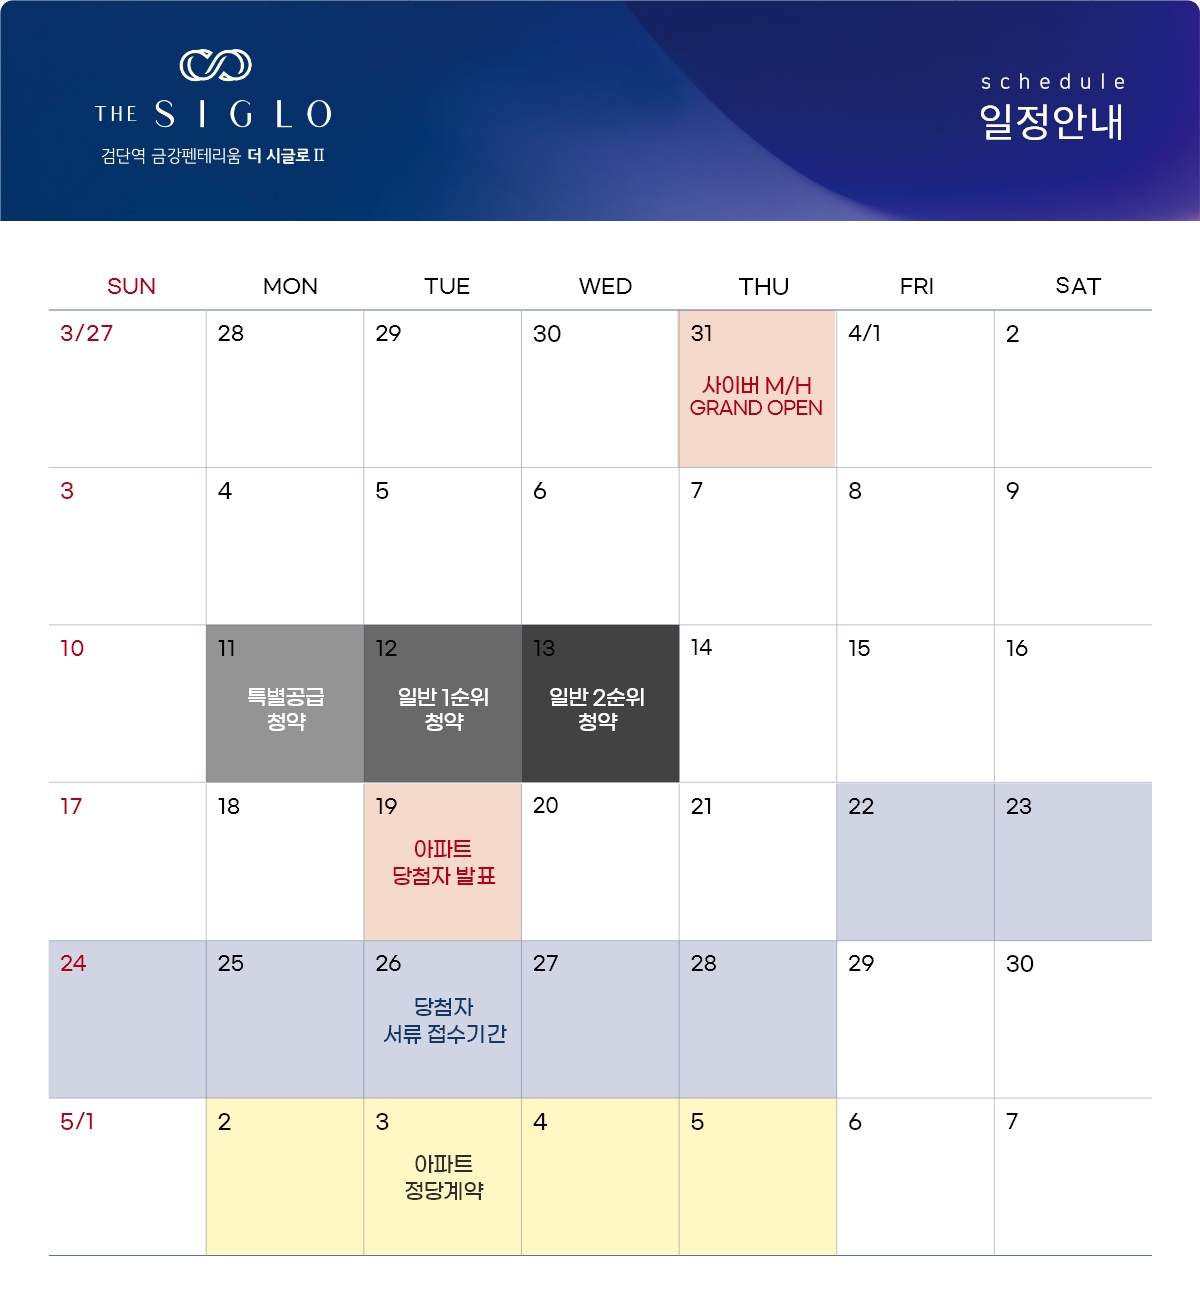 THE SIGLO
검단역 금강펜테리움 더 시글로 Ⅱ
schedule
일정안내
SUN MON TUE WED THU FRI SAT
3/27 28 29 30 31 4/1 2
사이버 M/H
GRAND OPEN
3 4 5 6 7 8 9
10 11 12 13 14 15 16
특별공급 일반 1순위 일반 2순위
청약 청약 청약
17 18 19 20 21 22 23
아파트
당첨자 발표
24 25 26 27 28 29 30
당첨자
서류 접수기간
5/1 2 3 4 5 6 7
아파트
정당계약